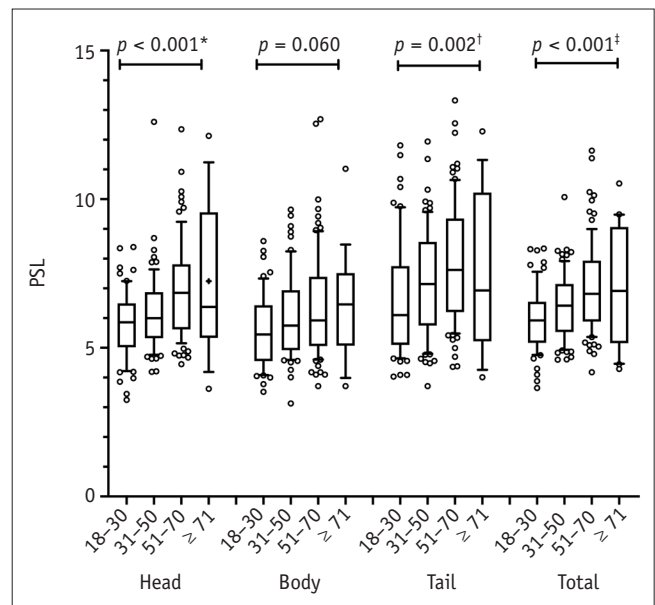 15
p < 0.001* p = 0.060 p = 0.002† p < 0.001‡
10
PSL
5
0
18–30 31–50 51–70 ≥ 71 18–30 31–50 51–70 ≥ 71 18–30 31–50 51–70 ≥ 71 18–30 31–50 51–70 ≥ 71
Head Body Tail Total